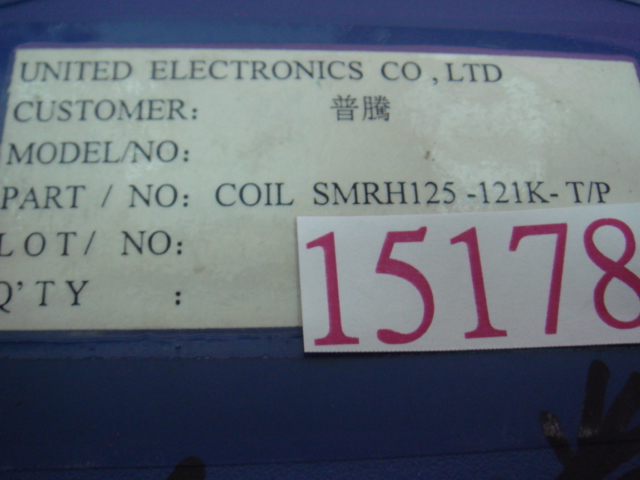 UNITED ELECTRONICS CO , LTD
CUSTOMER: 普騰
MODEL/NO:
PART / NO: COIL SMRH125 -121K- T/P
LOT/ NO:
Q'TY :
15178